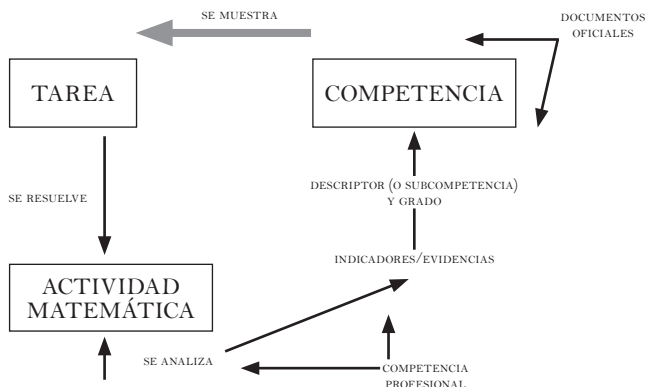 SE MUESTRA
DOCUMENTOS
OFICIALES
TAREA
COMPETENCIA
DESCRIPTOR (O SUBCOMPETENCIA)
Y GRADO
SE RESUELVE
INDICADORES/EVIDENCIAS
ACTIVIDAD
MATEMÁTICA
SE ANALIZA
COMPETENCIA
PROFESIONAL